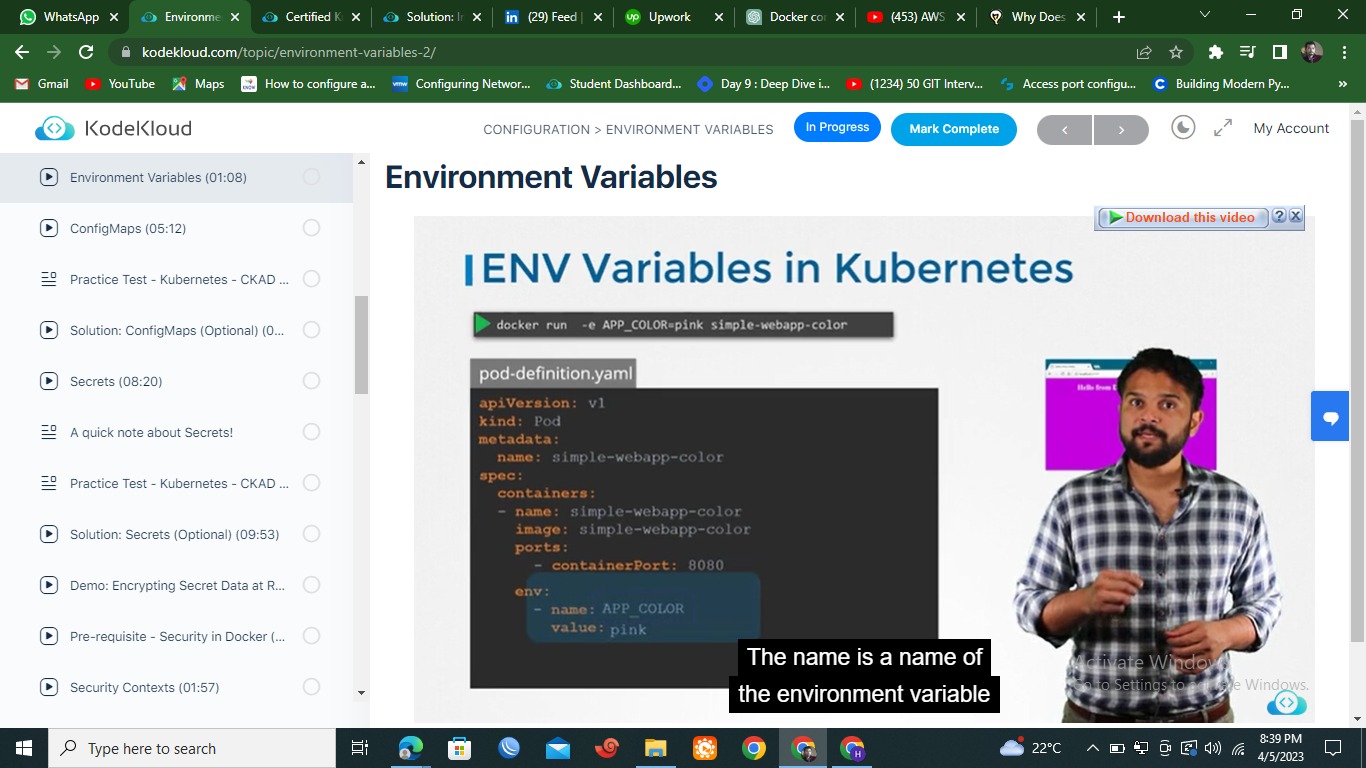 WhatsApp
Environme
Certified K
Solution: I
(29) Feed |
Upwork
Docker co
(453) AWS
Why Does
kodekloud.com/topic/environment-variables-2/
Gmail
YouTube
Maps
How to configure a...
Configuring Networ...
Student Dashboard...
Day 9 : Deep Dive i...
(1234) 50 GIT Interv...
Access port configu...
Building Modern Py...
»
KodeKloud
CONFIGURATION > ENVIRONMENT VARIABLES
In Progress
Mark Complete
My Account
Environment Variables (01:08)
ConfigMaps (05:12)
Practice Test - Kubernetes - CKAD ...
Solution: ConfigMaps (Optional) (0...
Secrets (08:20)
A quick note about Secrets!
Practice Test - Kubernetes - CKAD ...
Solution: Secrets (Optional) (09:53)
Demo: Encrypting Secret Data at R...
Pre-requisite - Security in Docker (...
Security Contexts (01:57)
Environment Variables
Download this video
ENV Variables in Kubernetes
docker run -e APP_COLOR=pink simple-webapp-color
pod-definition.yaml
apiVersion: v1
kind: Pod
metadata:
name: simple-webapp-color
spec:
containers:
- name: simple-webapp-color
image: simple-webapp-color
ports:
- containerPort: 8080
env:
- name: APP_COLOR
value: pink
Hello from
The name is a name of
the environment variable
Activate Window
Go to Settings to Windows.
Type here to search
22°C
8:39 PM
4/5/2023